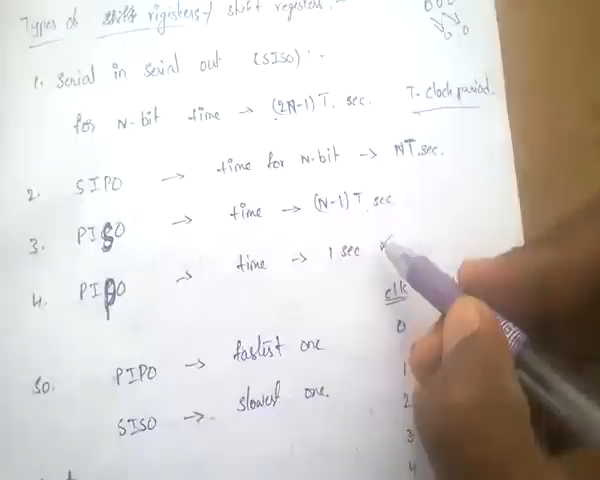 Types of rigisters / shift registers :-
1. Serial in serial out (SISO) :-
for N-bit time → (2N-1) T. sec. T- clock period.
2. SIPO → time for N-bit → NT. sec.
3. PISO → time → (N-1) T. sec
4. PIPO → time → 1 sec
clk
0
1
2
3
4
so. PIPO → fastest one
SISO → slowest one.